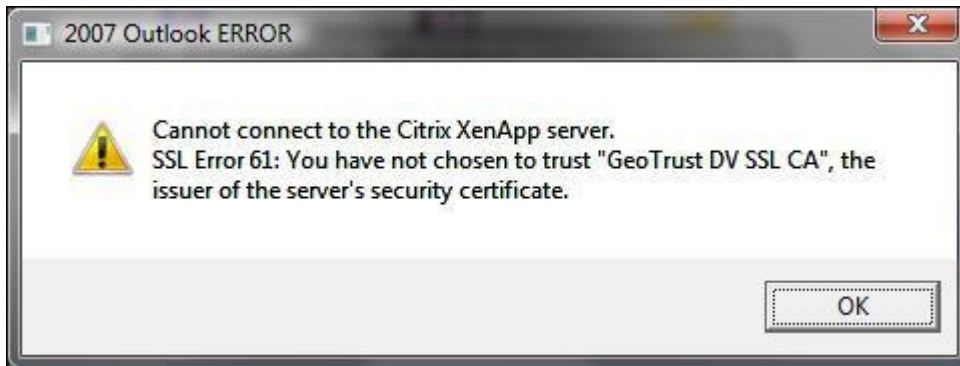 2007 Outlook ERROR
Cannot connect to the Citrix XenApp server.
SSL Error 61: You have not chosen to trust "GeoTrust DV SSL CA", the
issuer of the server's security certificate.
OK